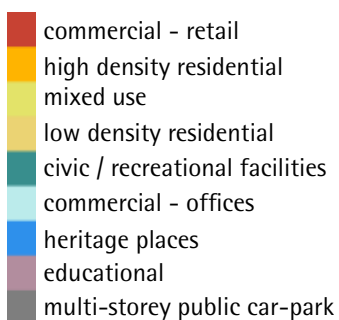 commercial - retail
high density residential
mixed use
low density residential
civic / recreational facilities
commercial - offices
heritage places
educational
multi-storey public car-park